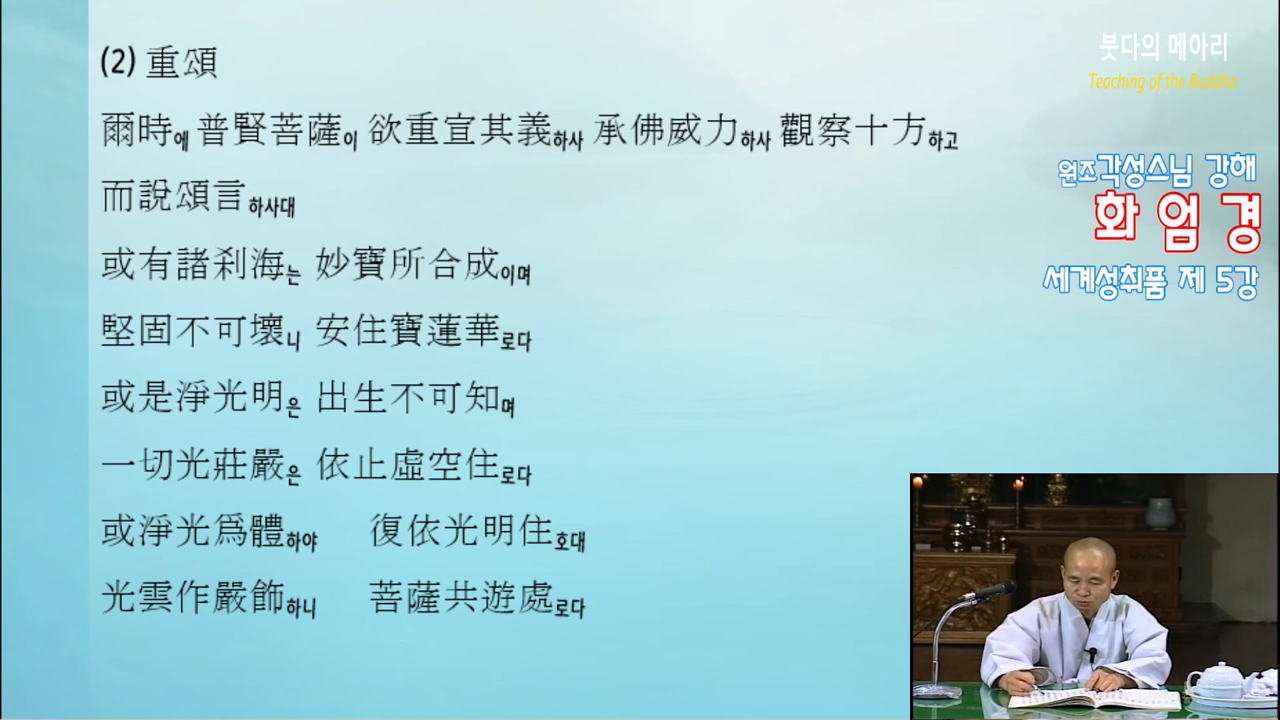 (2) 重頌
爾時에 普賢菩薩이 欲重宣其義하사 承佛威力하사 觀察十方하고
而說頌言하사대
或有諸刹海는 妙寶所合成이며
堅固不可壞니 安住寶蓮華로다
或是淨光明은 出生不可知며
一切光莊嚴은 依止虛空住로다
或淨光爲體하야 復依光明住호대
光雲作嚴飾하니 菩薩共遊處로다
붓다의 메아리
Teaching of the Buddha
원조각성스님 강해
화엄경
세계성취품 제 5강